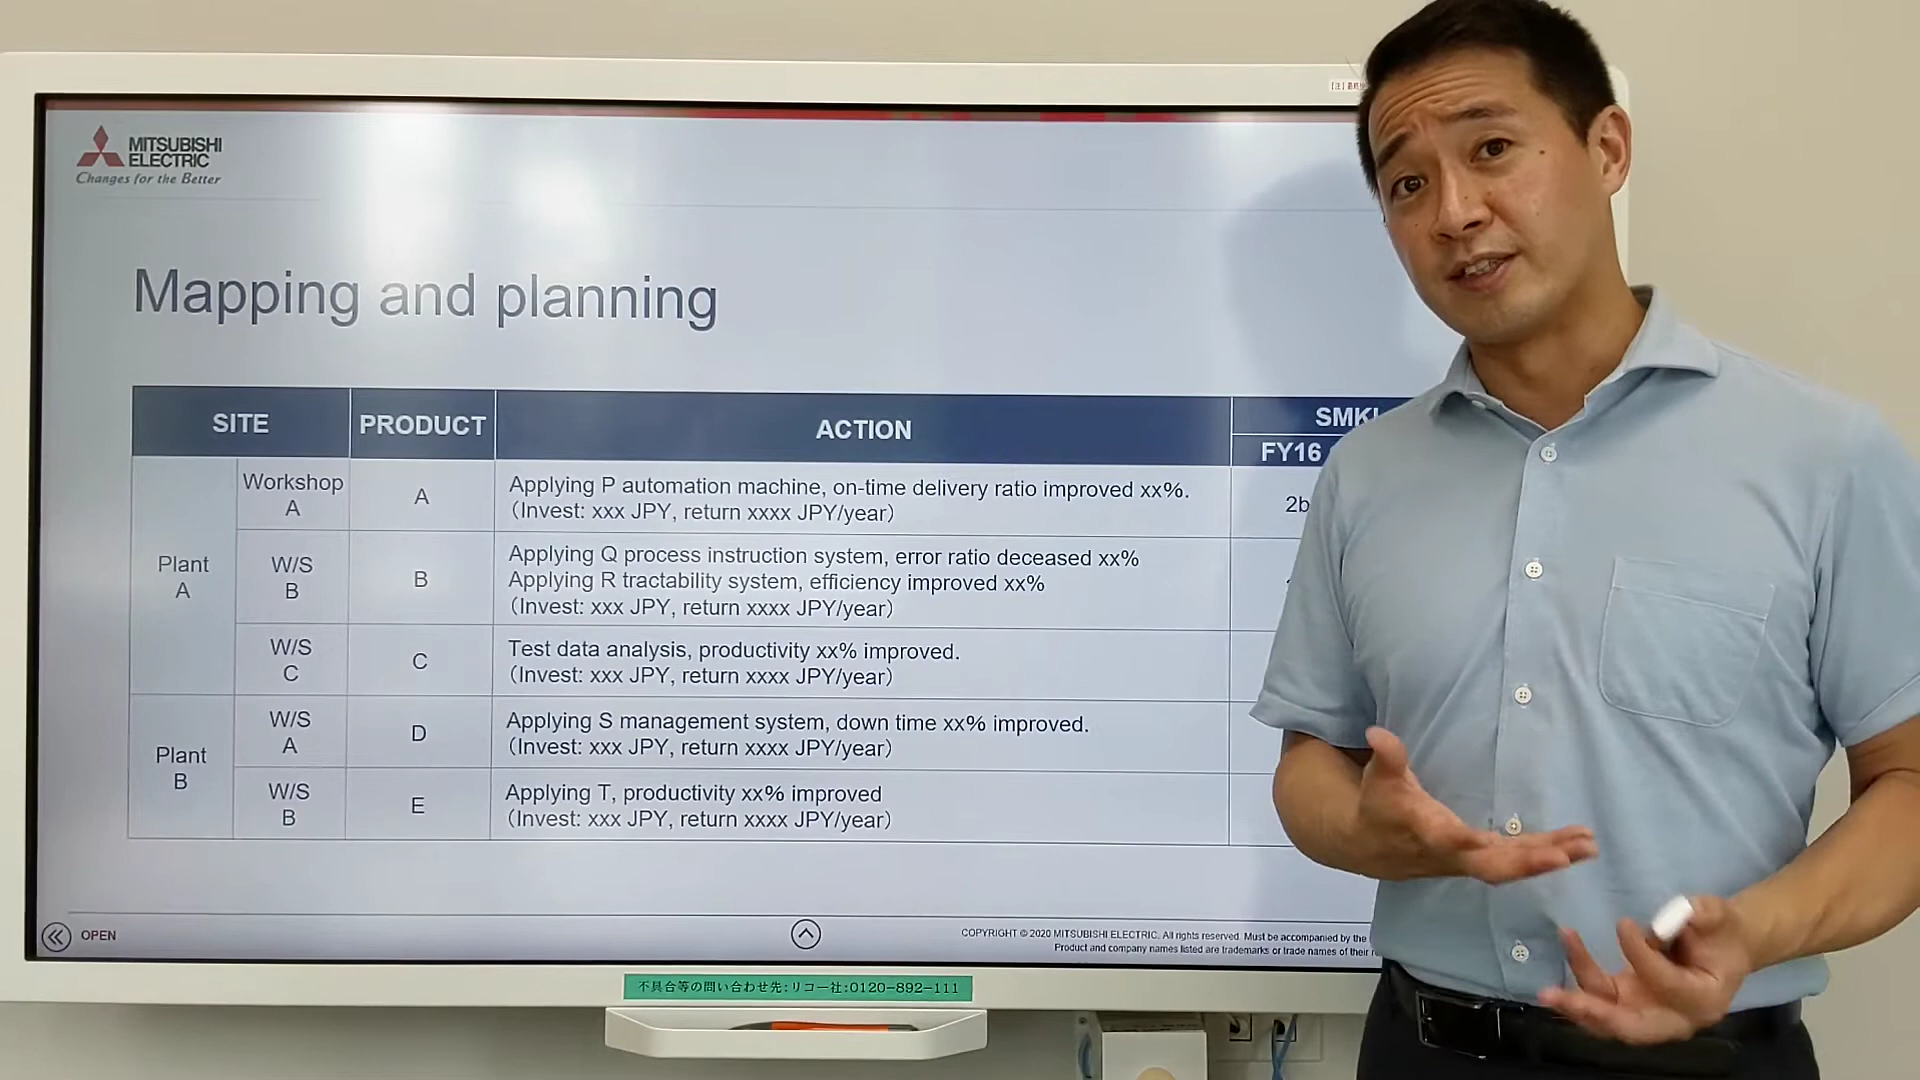 MITSUBISHI
ELECTRIC
Changes for the Better
Mapping and planning
SITE
PRODUCT
ACTION
FY16
Plant
A
Workshop
A
A
Applying P automation machine, on-time delivery ratio improved xx%.
(Invest: xxx JPY, return xxxx JPY/year)
2b
W/S
B
B
Applying Q process instruction system, error ratio deceased xx%
Applying R tractability system, efficiency improved xx%
(Invest: xxx JPY, return xxxx JPY/year)
W/S
C
C
Test data analysis, productivity xx% improved.
(Invest: xxx JPY, return xxxx JPY/year)
Plant
B
W/S
A
D
Applying S management system, down time xx% improved.
(Invest: xxx JPY, return xxxx JPY/year)
W/S
B
E
Applying T, productivity xx% improved
(Invest: xxx JPY, return xxxx JPY/year)
OPEN
COPYRIGHT © 2020 MITSUBISHI ELECTRIC. All rights reserved. Must be accompanied by the
Product and company names listed are trademarks or trade names of their
不具合等の問い合わせ先:リコー社:0120-892-111